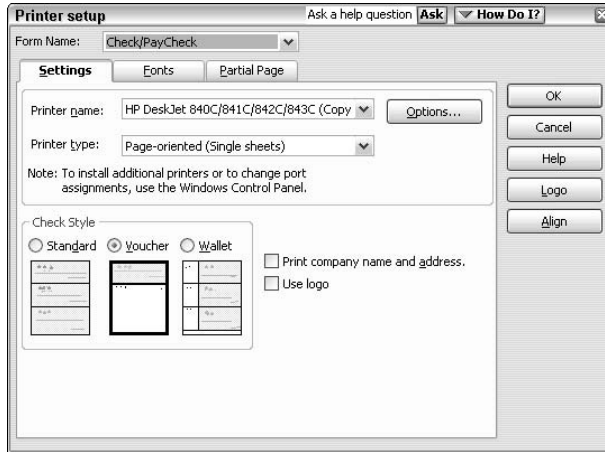 Printer setup
Ask a help question Ask How Do I?
Form Name: Check/PayCheck
Settings Fonts Partial Page
Printer name: HP DeskJet 840C/841C/842C/843C (Copy Options...
Printer type: Page-oriented (Single sheets)
Note: To install additional printers or to change port
assignments, use the Windows Control Panel.
OK
Cancel
Help
Logo
Align
Check Style
Standard Voucher Wallet
Print company name and address.
Use logo